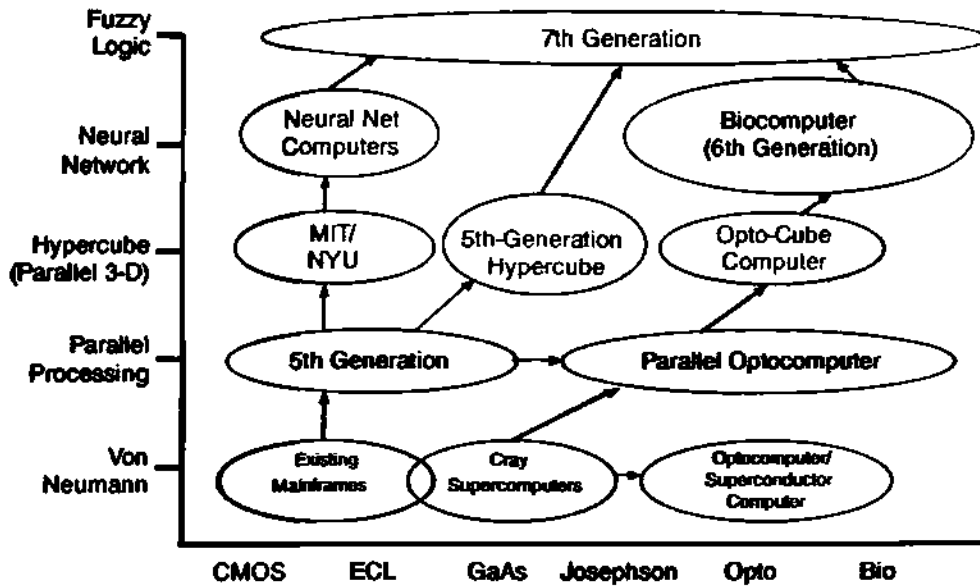 Fuzzy
Logic
7th Generation
Neural
Network
Neural Net
Computers
Biocomputer
(6th Generation)
Hypercube
(Parallel 3-D)
MIT/
NYU
5th-Generation
Hypercube
Opto-Cube
Computer
Parallel
Processing
5th Generation
Parallel Optocomputer
Von
Neumann
Existing
Mainframes
Cray
Supercomputers
Optocomputer/
Superconductor
Computer
CMOS ECL GaAs Josephson Opto Bio